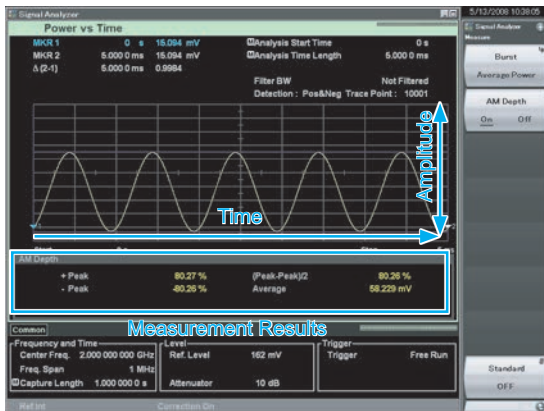 Signal Analyzer
5/13/2008 10:38:05
Power vs Time
MKR 1 0 s 15.094 mV
MKR 2 5.000 0 ms 15.094 mV
Δ(2-1) 5.000 0 ms 0.9984
Analysis Start Time 0 s
Analysis Time Length 5.000 0 ms
Filter BW Not Filtered
Detection : Pos&Neg Trace Point : 10001
Amplitude
Time
Start
AM Depth
+ Peak 80.27 % (Peak-Peak)/2 80.26 %
- Peak -80.26 % Average 58.229 mV
Measurement Results
Common
Frequency and Time
Center Freq. 2.000 000 000 GHz
Freq. Span 1 MHz
Capture Length 1.000 000 0 s
Level
Ref. Level 162 mV
Attenuator 10 dB
Trigger
Trigger Free Run
Ref.Int
Correction On
Signal Analyzer
Measure
Burst
Average Power
AM Depth
On Off
Standard
OFF